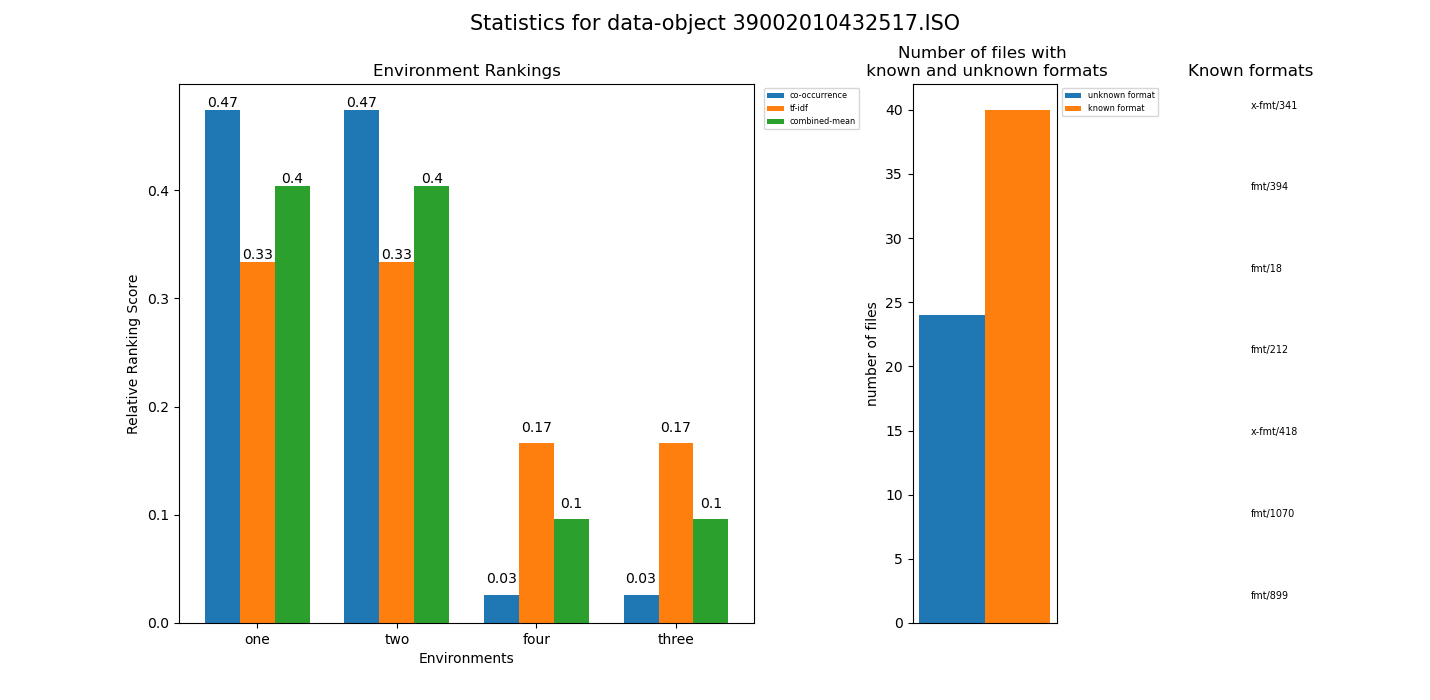 Statistics for data-object 39002010432517.ISO
Environment Rankings
Relative Ranking Score
0.4
0.3
0.2
0.1
0.0
0.47
0.33
0.4
0.47
0.33
0.4
0.03
0.17
0.1
0.03
0.17
0.1
one
two
four
three
Environments
co-occurrence
tf-idf
combined-mean
Number of files with
known and unknown formats
number of files
40
35
30
25
20
15
10
5
0
unknown format
known format
Known formats
x-fmt/341
fmt/394
fmt/18
fmt/212
x-fmt/418
fmt/1070
fmt/899